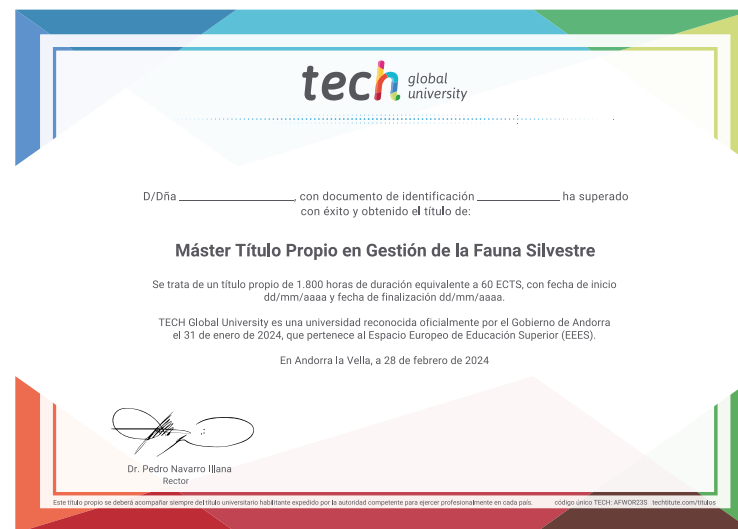 tech global university
D/Dña ________________, con documento de identificación ____________ ha superado
con éxito y obtenido el título de:
Máster Título Propio en Gestión de la Fauna Silvestre
Se trata de un título propio de 1.800 horas de duración equivalente a 60 ECTS, con fecha de inicio
dd/mm/aaaa y fecha de finalización dd/mm/aaaa.
TECH Global University es una universidad reconocida oficialmente por el Gobierno de Andorra
el 31 de enero de 2024, que pertenece al Espacio Europeo de Educación Superior (EEES).
En Andorra la Vella, a 28 de febrero de 2024
Dr. Pedro Navarro Illana
Rector
Este título propio se deberá acompañar siempre del título universitario habilitante expedido por la autoridad competente para ejercer profesionalmente en cada país. código único TECH: AFWOR23S techtitute.com/titulos